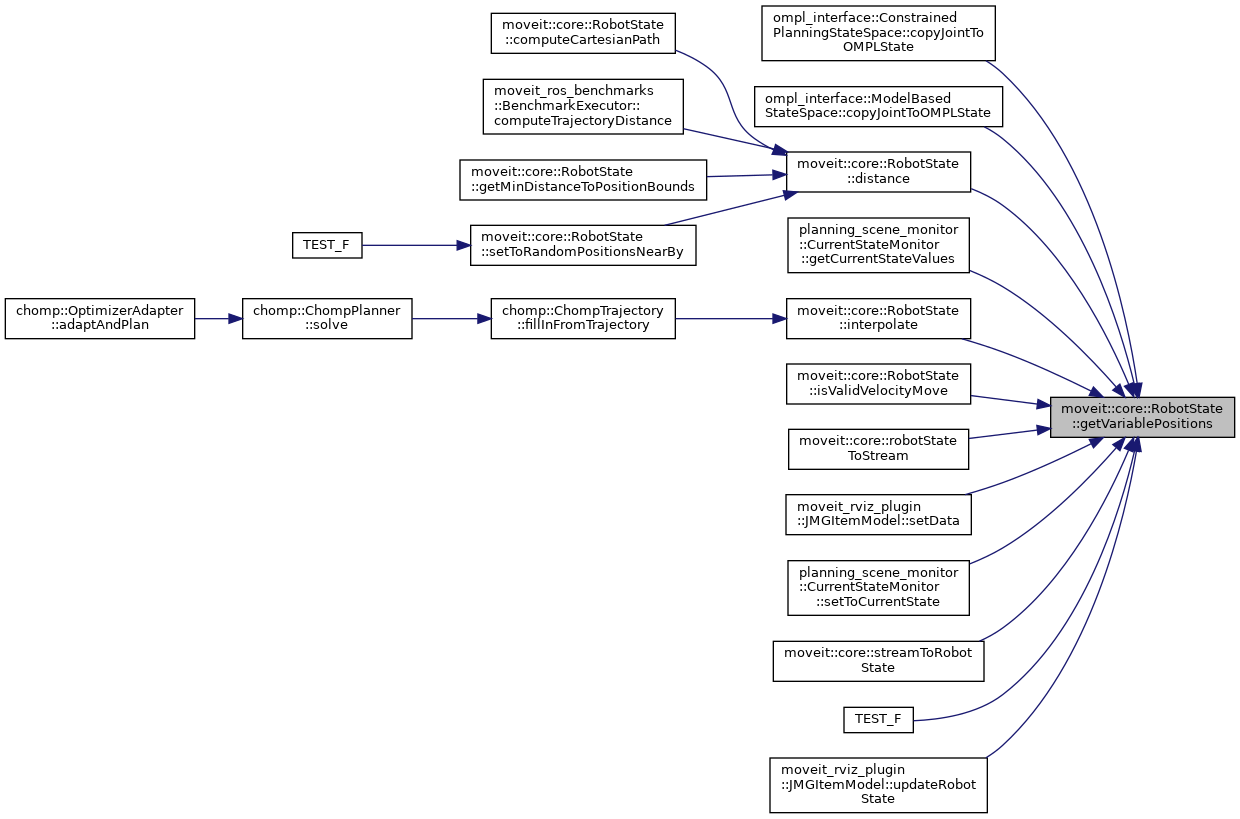 moveit::core::RobotState
::computeCartesianPath
moveit_ros_benchmarks
::BenchmarkExecutor::
computeTrajectoryDistance
moveit::core::RobotState
::getMinDistanceToPositionBounds
TEST_F
moveit::core::RobotState
::setToRandomPositionsNearBy
chomp::OptimizerAdapter
::adaptAndPlan
chomp::ChompPlanner
::solve
chomp::ChompTrajectory
::fillInFromTrajectory
ompl_interface::Constrained
PlanningStateSpace::copyJointTo
OMPLState
ompl_interface::ModelBased
StateSpace::copyJointToOMPLState
moveit::core::RobotState
::distance
planning_scene_monitor
::CurrentStateMonitor
::getCurrentStateValues
moveit::core::RobotState
::interpolate
moveit::core::RobotState
::isValidVelocityMove
moveit::core::robotState
ToStream
moveit_rviz_plugin
::JMGItemModel::setData
planning_scene_monitor
::CurrentStateMonitor
::setToCurrentState
moveit::core::streamToRobot
State
TEST_F
moveit_rviz_plugin
::JMGItemModel::updateRobot
State
moveit::core::RobotState
::getVariablePositions